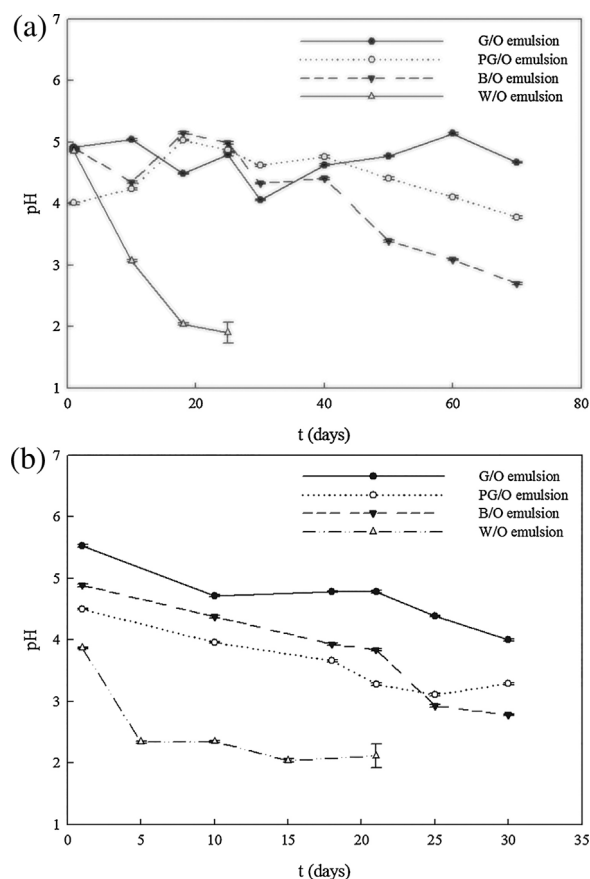 (a)
7
6
5
4
3
2
1
pH
0
20
40
60
80
t (days)
G/O emulsion
PG/O emulsion
B/O emulsion
W/O emulsion
(b)
7
6
5
4
3
2
1
pH
0
5
10
15
20
25
30
35
t (days)
G/O emulsion
PG/O emulsion
B/O emulsion
W/O emulsion